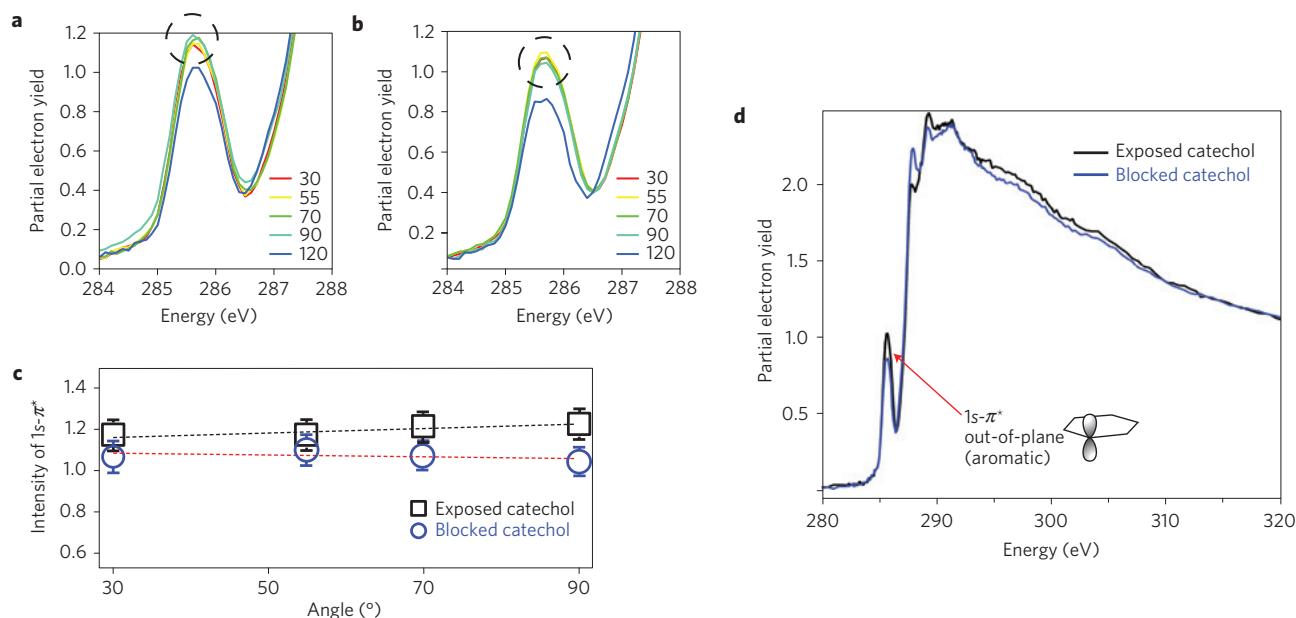 a
Partial electron yield
1.2
1.0
0.8
0.6
0.4
0.2
0.0
30
55
70
90
120
284
285
286
287
288
Energy (eV)
b
Partial electron yield
1.2
1.0
0.8
0.6
0.4
0.2
30
55
70
90
120
284
285
286
287
288
Energy (eV)
c
Intensity of 1s-π*
1.4
1.2
1.0
0.8
0.6
Exposed catechol
Blocked catechol
30
50
70
90
Angle (°)
d
Partial electron yield
2.0
1.5
1.0
0.5
Exposed catechol
Blocked catechol
1s-π*
out-of-plane
(aromatic)
280
290
300
310
320
Energy (eV)